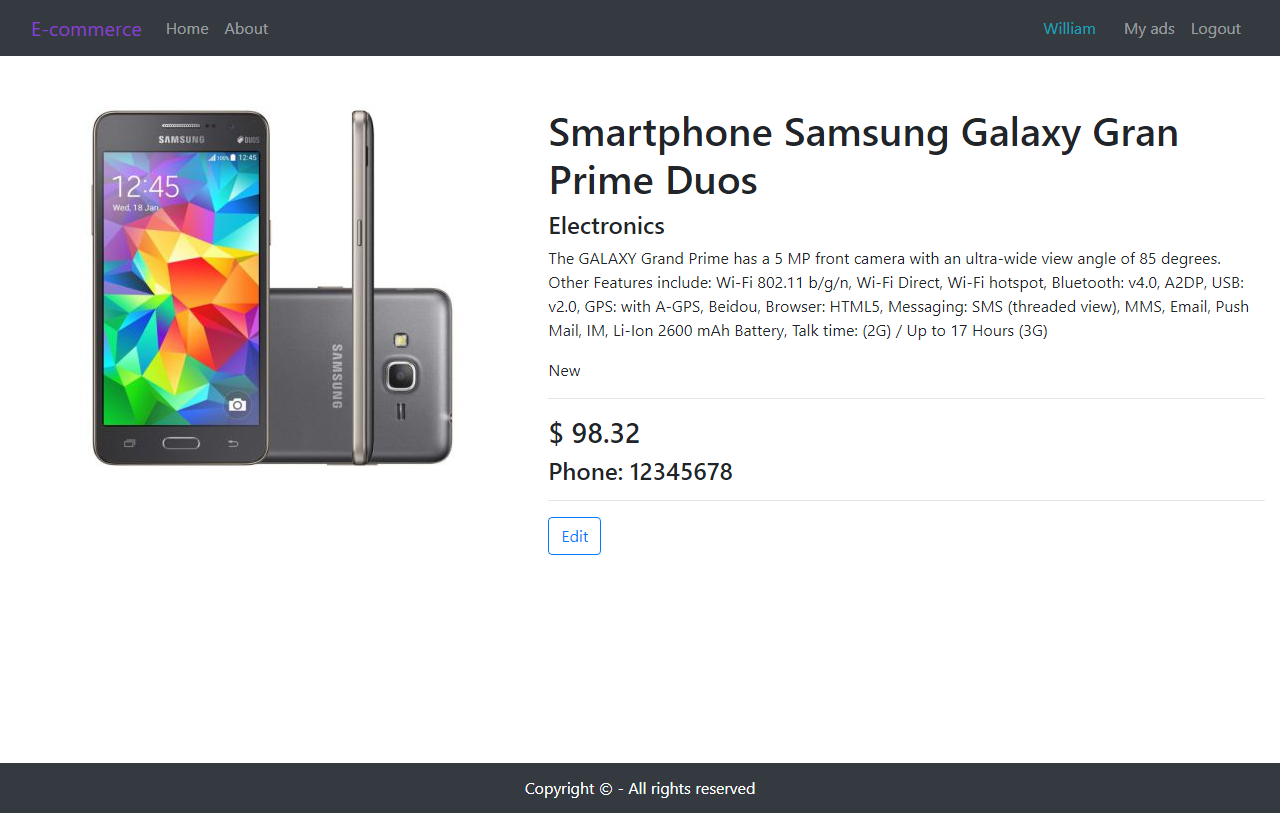 E-commerce Home About William My ads Logout
SAMSUNG DUOS
100% 12:45
12:45
Wed, 18 Jan
SAMSUNG
Smartphone Samsung Galaxy Gran
Prime Duos
Electronics
The GALAXY Grand Prime has a 5 MP front camera with an ultra-wide view angle of 85 degrees.
Other Features include: Wi-Fi 802.11 b/g/n, Wi-Fi Direct, Wi-Fi hotspot, Bluetooth: v4.0, A2DP, USB:
v2.0, GPS: with A-GPS, Beidou, Browser: HTML5, Messaging: SMS (threaded view), MMS, Email, Push
Mail, IM, Li-Ion 2600 mAh Battery, Talk time: (2G) / Up to 17 Hours (3G)
New
$ 98.32
Phone: 12345678
Edit
Copyright © - All rights reserved